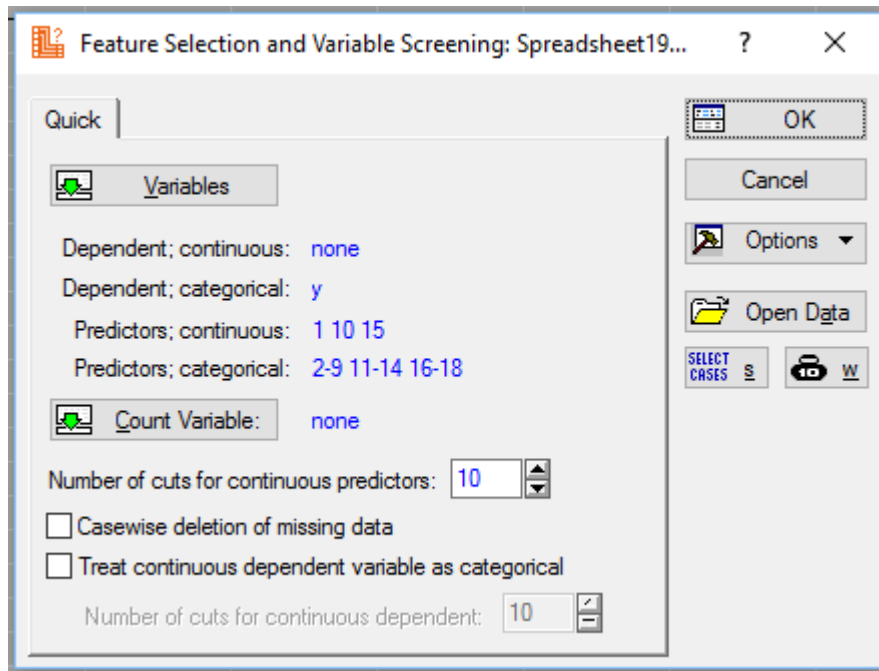 Feature Selection and Variable Screening: Spreadsheet19...
?
Quick
OK
Variables
Cancel
Dependent; continuous: none
Options
Dependent; categorical: y
Predictors; continuous: 1 10 15
Open Data
Predictors; categorical: 2-9 11-14 16-18
SELECT CASES S
W
Count Variable: none
Number of cuts for continuous predictors: 10
Casewise deletion of missing data
Treat continuous dependent variable as categorical
Number of cuts for continuous dependent: 10